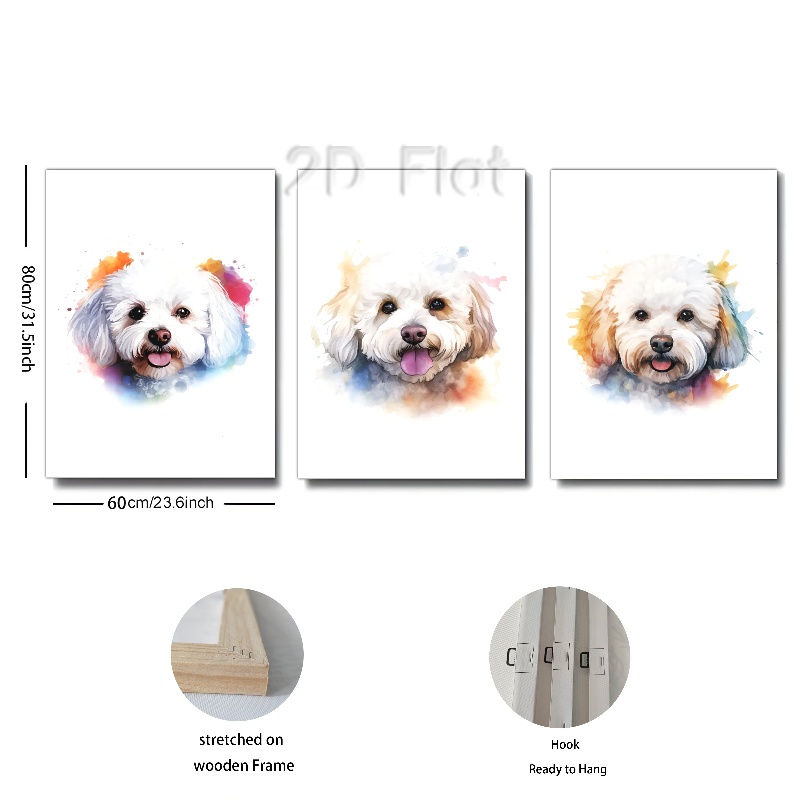 2D Flat
80cm/31.5inch
60cm/23.6inch
stretched on
wooden Frame
Hook
Ready to Hang